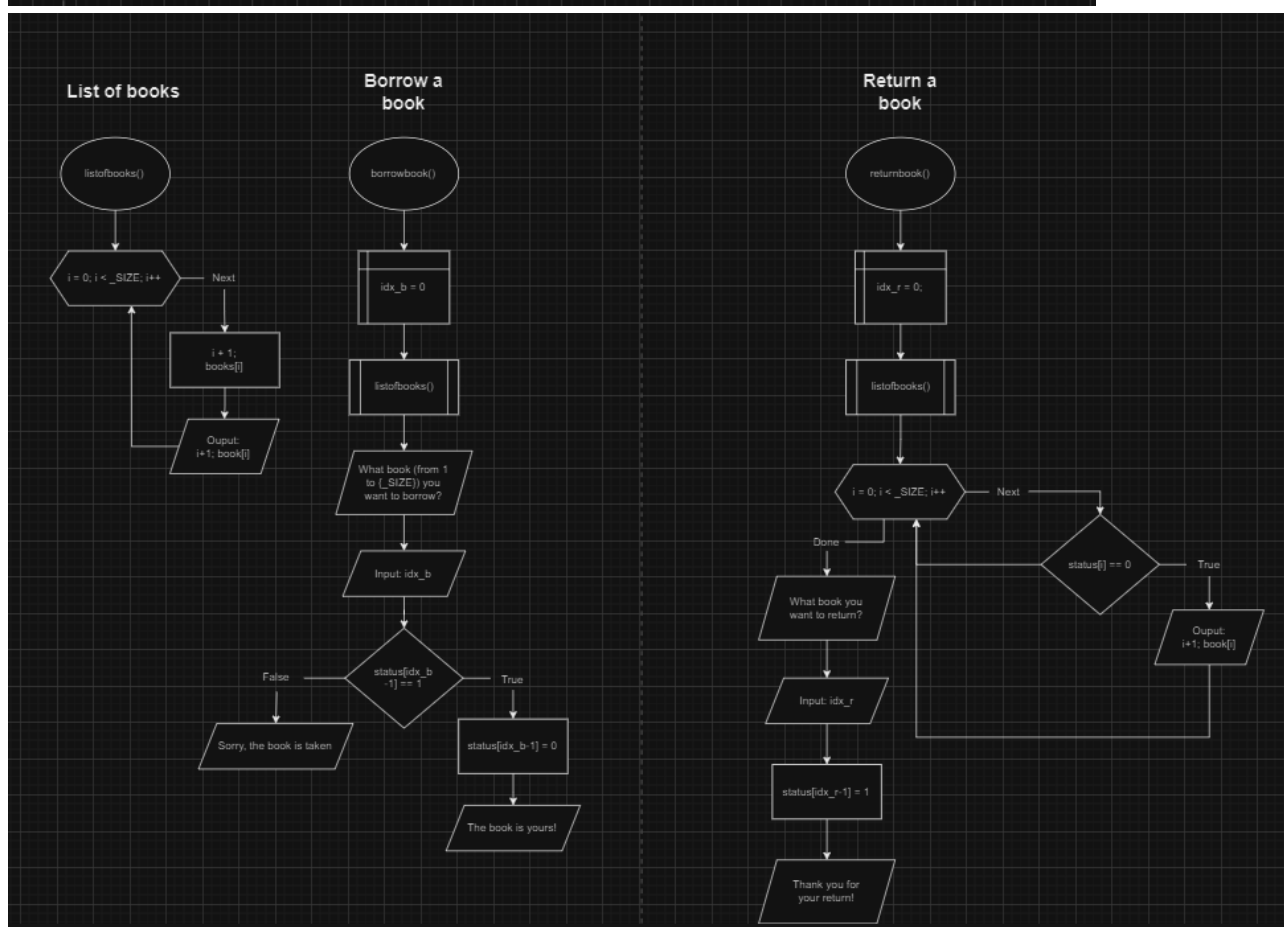 List of books
listofbooks()
i = 0; i < _SIZE; i++
Next
i + 1;
books[i]
Ouput:
i+1; book[i]
Borrow a
book
borrowbook()
idx_b = 0
listofbooks()
What book (from 1
to {_SIZE}) you
want to borrow?
Input: idx_b
status[idx_b
-1] == 1
False
Sorry, the book is taken
True
status[idx_b-1] = 0
The book is yours!
Return a
book
returnbook()
idx_r = 0;
listofbooks()
i = 0; i < _SIZE; i++
Next
status[i] == 0
True
Ouput:
i+1; book[i]
Done
What book you
want to return?
Input: idx_r
status[idx_r-1] = 1
Thank you for
your return!